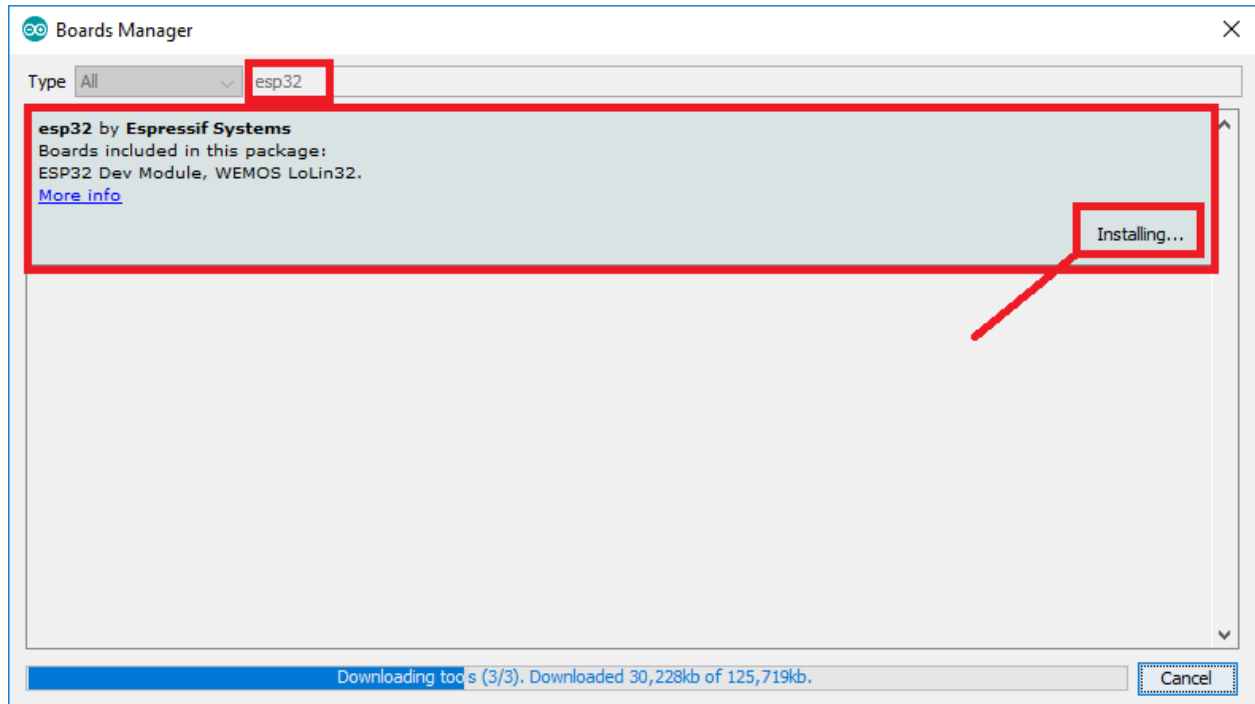 Boards Manager
Type All esp32
esp32 by Espressif Systems
Boards included in this package:
ESP32 Dev Module, WEMOS LoLin32.
More info
Installing...
Downloading tools (3/3). Downloaded 30,228kb of 125,719kb.
Cancel